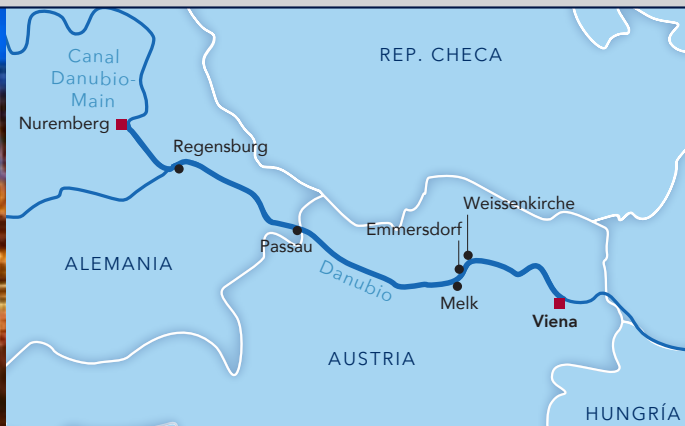 Canal
Danubio-
Main
REP. CHECA
Nuremberg
Regensburg
Weissenkirche
Emmersdorf
Passau
ALEMANIA
Danubio
Melk
Viena
AUSTRIA
HUNGRÍA